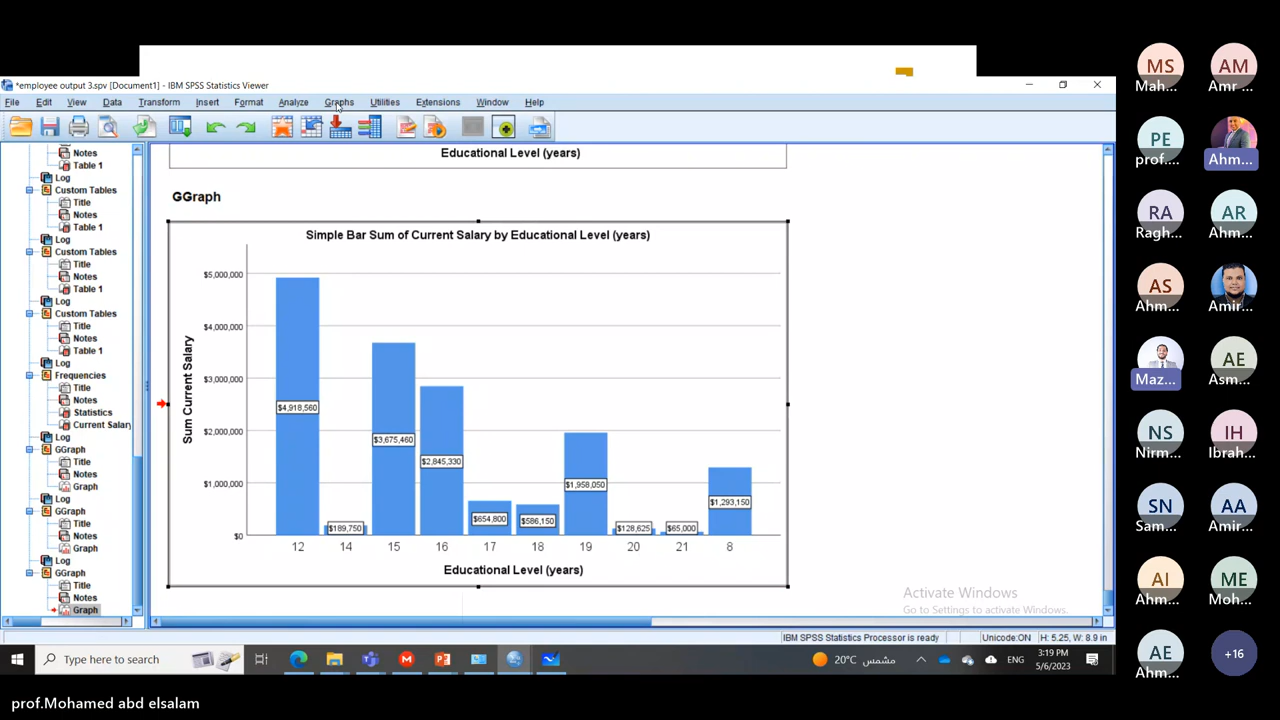 *employee output 3.spv [Document1] - IBM SPSS Statistics Viewer
File Edit View Data Transform Insert Format Analyze Graphs Utilities Extensions Window Help
Notes
Table 1
Log
Custom Tables
Title
Notes
Table 1
Log
Custom Tables
Title
Notes
Table 1
Log
Custom Tables
Title
Notes
Table 1
Log
Frequencies
Title
Notes
Statistics
Current Salary
Log
GGraph
Title
Notes
Graph
Log
GGraph
Title
Notes
Graph
Log
GGraph
Title
Notes
Graph
Educational Level (years)
GGraph
Simple Bar Sum of Current Salary by Educational Level (years)
Sum Current Salary
$5,000,000
$4,000,000
$3,000,000
$2,000,000
$1,000,000
$0
$4,918,560
$189,750
$3,675,460
$2,845,330
$654,800
$586,150
$1,958,050
$128,625
$65,000
$1,293,150
12 14 15 16 17 18 19 20 21 8
Educational Level (years)
Activate Windows
Go to Settings to activate Windows.
IBM SPSS Statistics Processor is ready Unicode:ON H: 5.25, W: 8.9 in
Type here to search
20°C مشمس
ENG
3:19 PM
5/6/2023
prof.Mohamed abd elsalam
MS
Mah...
AM
Amr ...
PE
prof....
Ahm...
RA
Ragh...
AR
Ahm...
AS
Ahm...
Amir...
Maz...
AE
Asm...
NS
Nirm...
IH
Ibrah...
SN
Sam...
AA
Amir...
AI
Ahm...
ME
Moh...
AE
Ahm...
+16